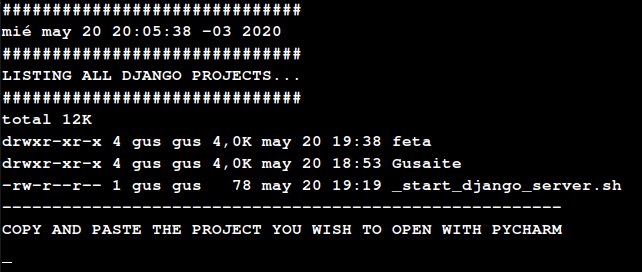 ##############################
mié may 20 20:05:38 -03 2020
##############################
LISTING ALL DJANGO PROJECTS...
##############################
total 12K
drwxr-xr-x 4 gus gus 4,0K may 20 19:38 feta
drwxr-xr-x 4 gus gus 4,0K may 20 18:53 Gusaite
-rw-r--r-- 1 gus gus   78 may 20 19:19 _start_django_server.sh
--------------------------------------------------------
COPY AND PASTE THE PROJECT YOU WISH TO OPEN WITH PYCHARM
_